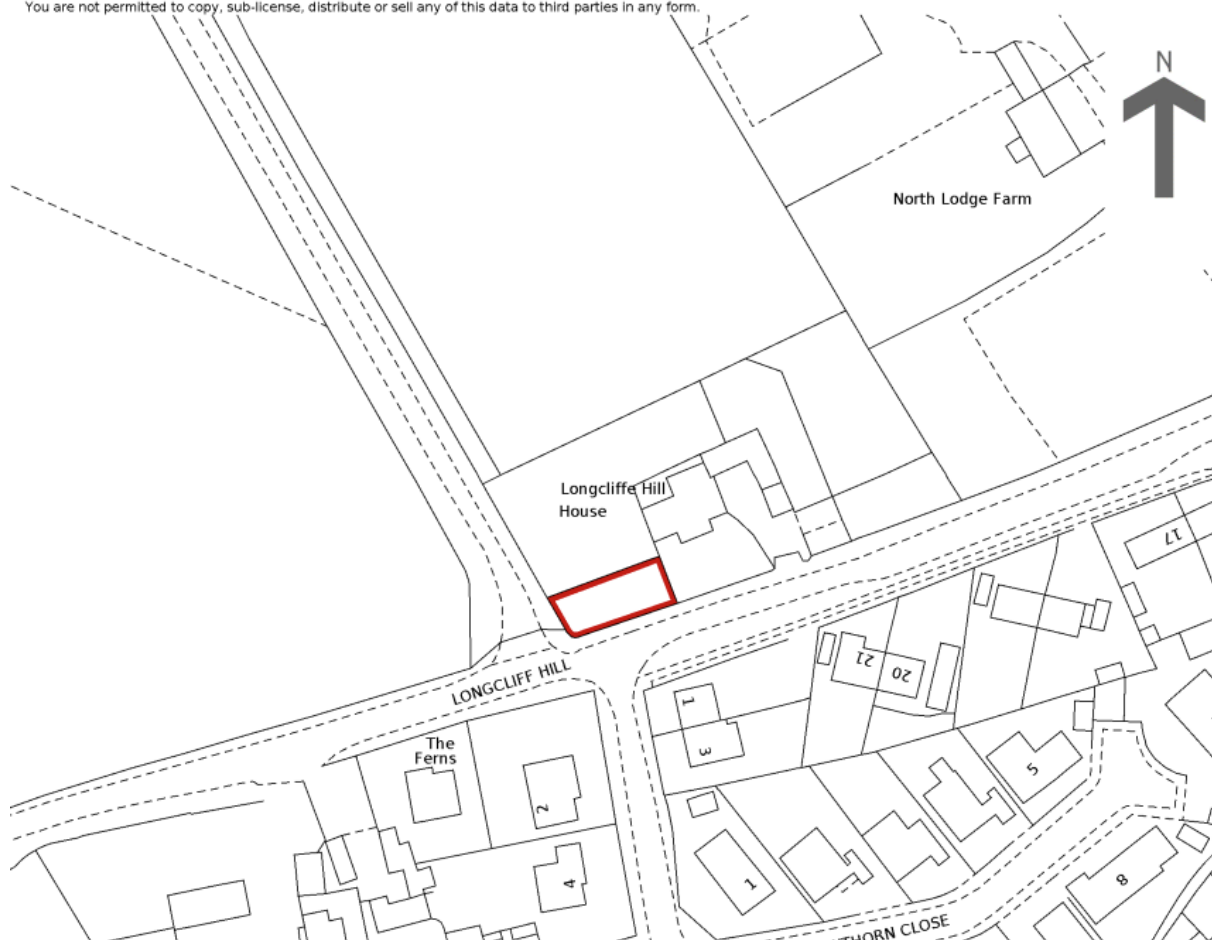 You are not permitted to copy, sub-license, distribute or sell any of this data to third parties in any form.
N
North Lodge Farm
Longcliffe Hill
House
17
21
20
LONGCLIFF HILL
1
3
The
Ferns
2
5
4
1
8
THORN CLOSE